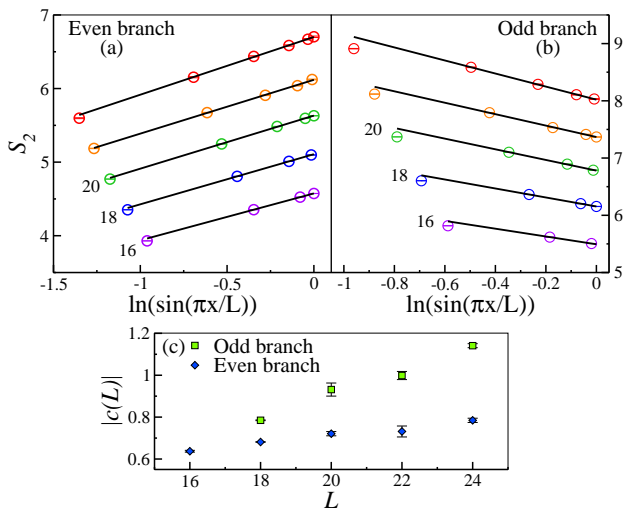 Even branch
(a)
Odd branch
(b)
7
6
5
4
S2
20
18
16
-1.5
-1
-0.5
0
ln(sin(πx/L))
9
8
7
6
5
20
18
16
-1
-0.8
-0.6
-0.4
-0.2
0
ln(sin(πx/L))
(c)
Odd branch
Even branch
1.2
1
0.8
0.6
|c(L)|
16
18
20
22
24
L